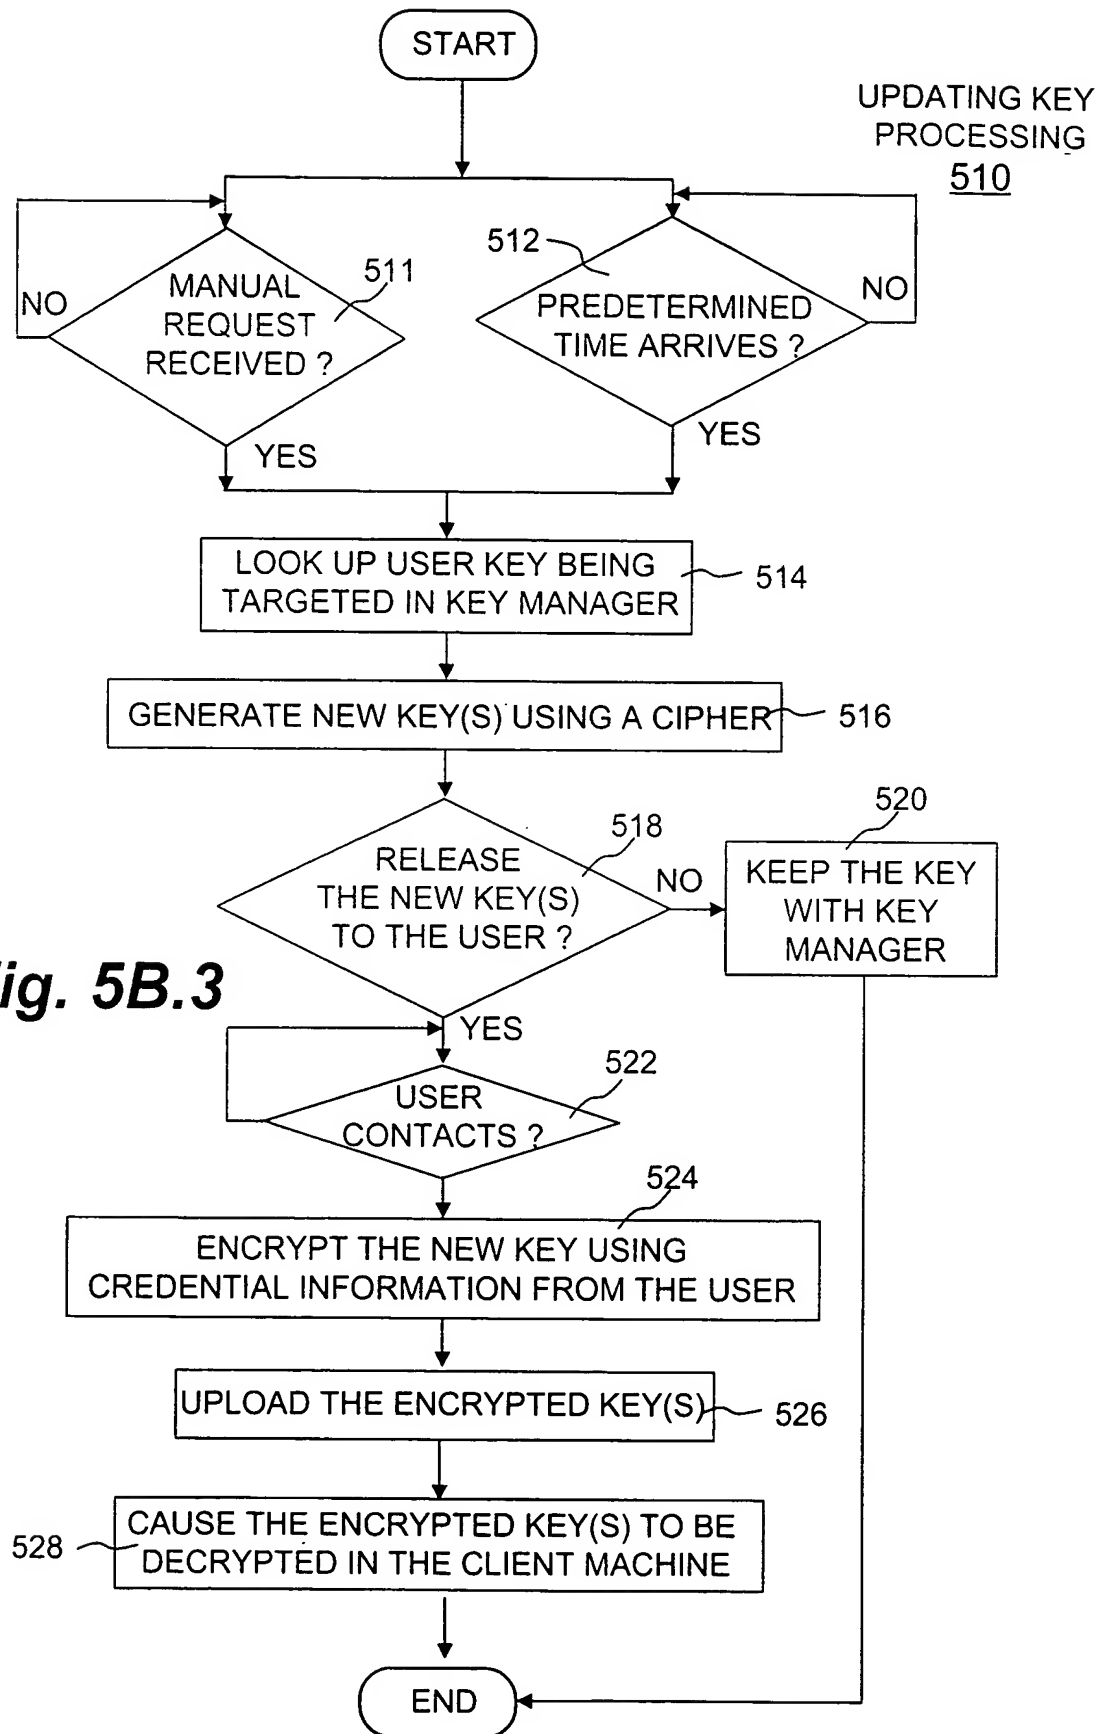 START
UPDATING KEY
PROCESSING
510
MANUAL
REQUEST
RECEIVED ?
511
NO
YES
512
PREDETERMINED
TIME ARRIVES ?
NO
YES
LOOK UP USER KEY BEING
TARGETED IN KEY MANAGER
514
GENERATE NEW KEY(S) USING A CIPHER
516
RELEASE
THE NEW KEY(S)
TO THE USER ?
518
NO
520
KEEP THE KEY
WITH KEY
MANAGER
ig. 5B.3
YES
USER
CONTACTS ?
522
524
ENCRYPT THE NEW KEY USING
CREDENTIAL INFORMATION FROM THE USER
UPLOAD THE ENCRYPTED KEY(S)
526
528
CAUSE THE ENCRYPTED KEY(S) TO BE
DECRYPTED IN THE CLIENT MACHINE
END